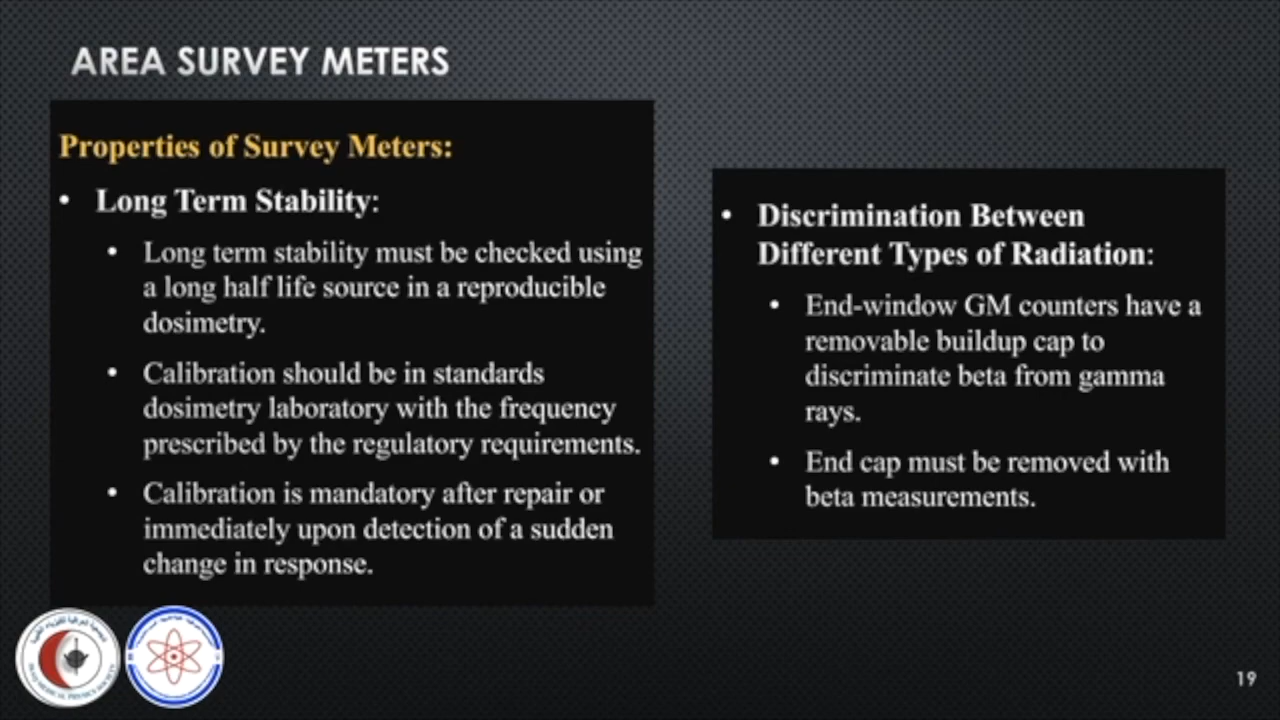 AREA SURVEY METERS
Properties of Survey Meters:
• Long Term Stability:
• Long term stability must be checked using
a long half life source in a reproducible
dosimetry.
• Calibration should be in standards
dosimetry laboratory with the frequency
prescribed by the regulatory requirements.
• Calibration is mandatory after repair or
immediately upon detection of a sudden
change in response.
• Discrimination Between
Different Types of Radiation:
• End-window GM counters have a
removable buildup cap to
discriminate beta from gamma
rays.
• End cap must be removed with
beta measurements.
19